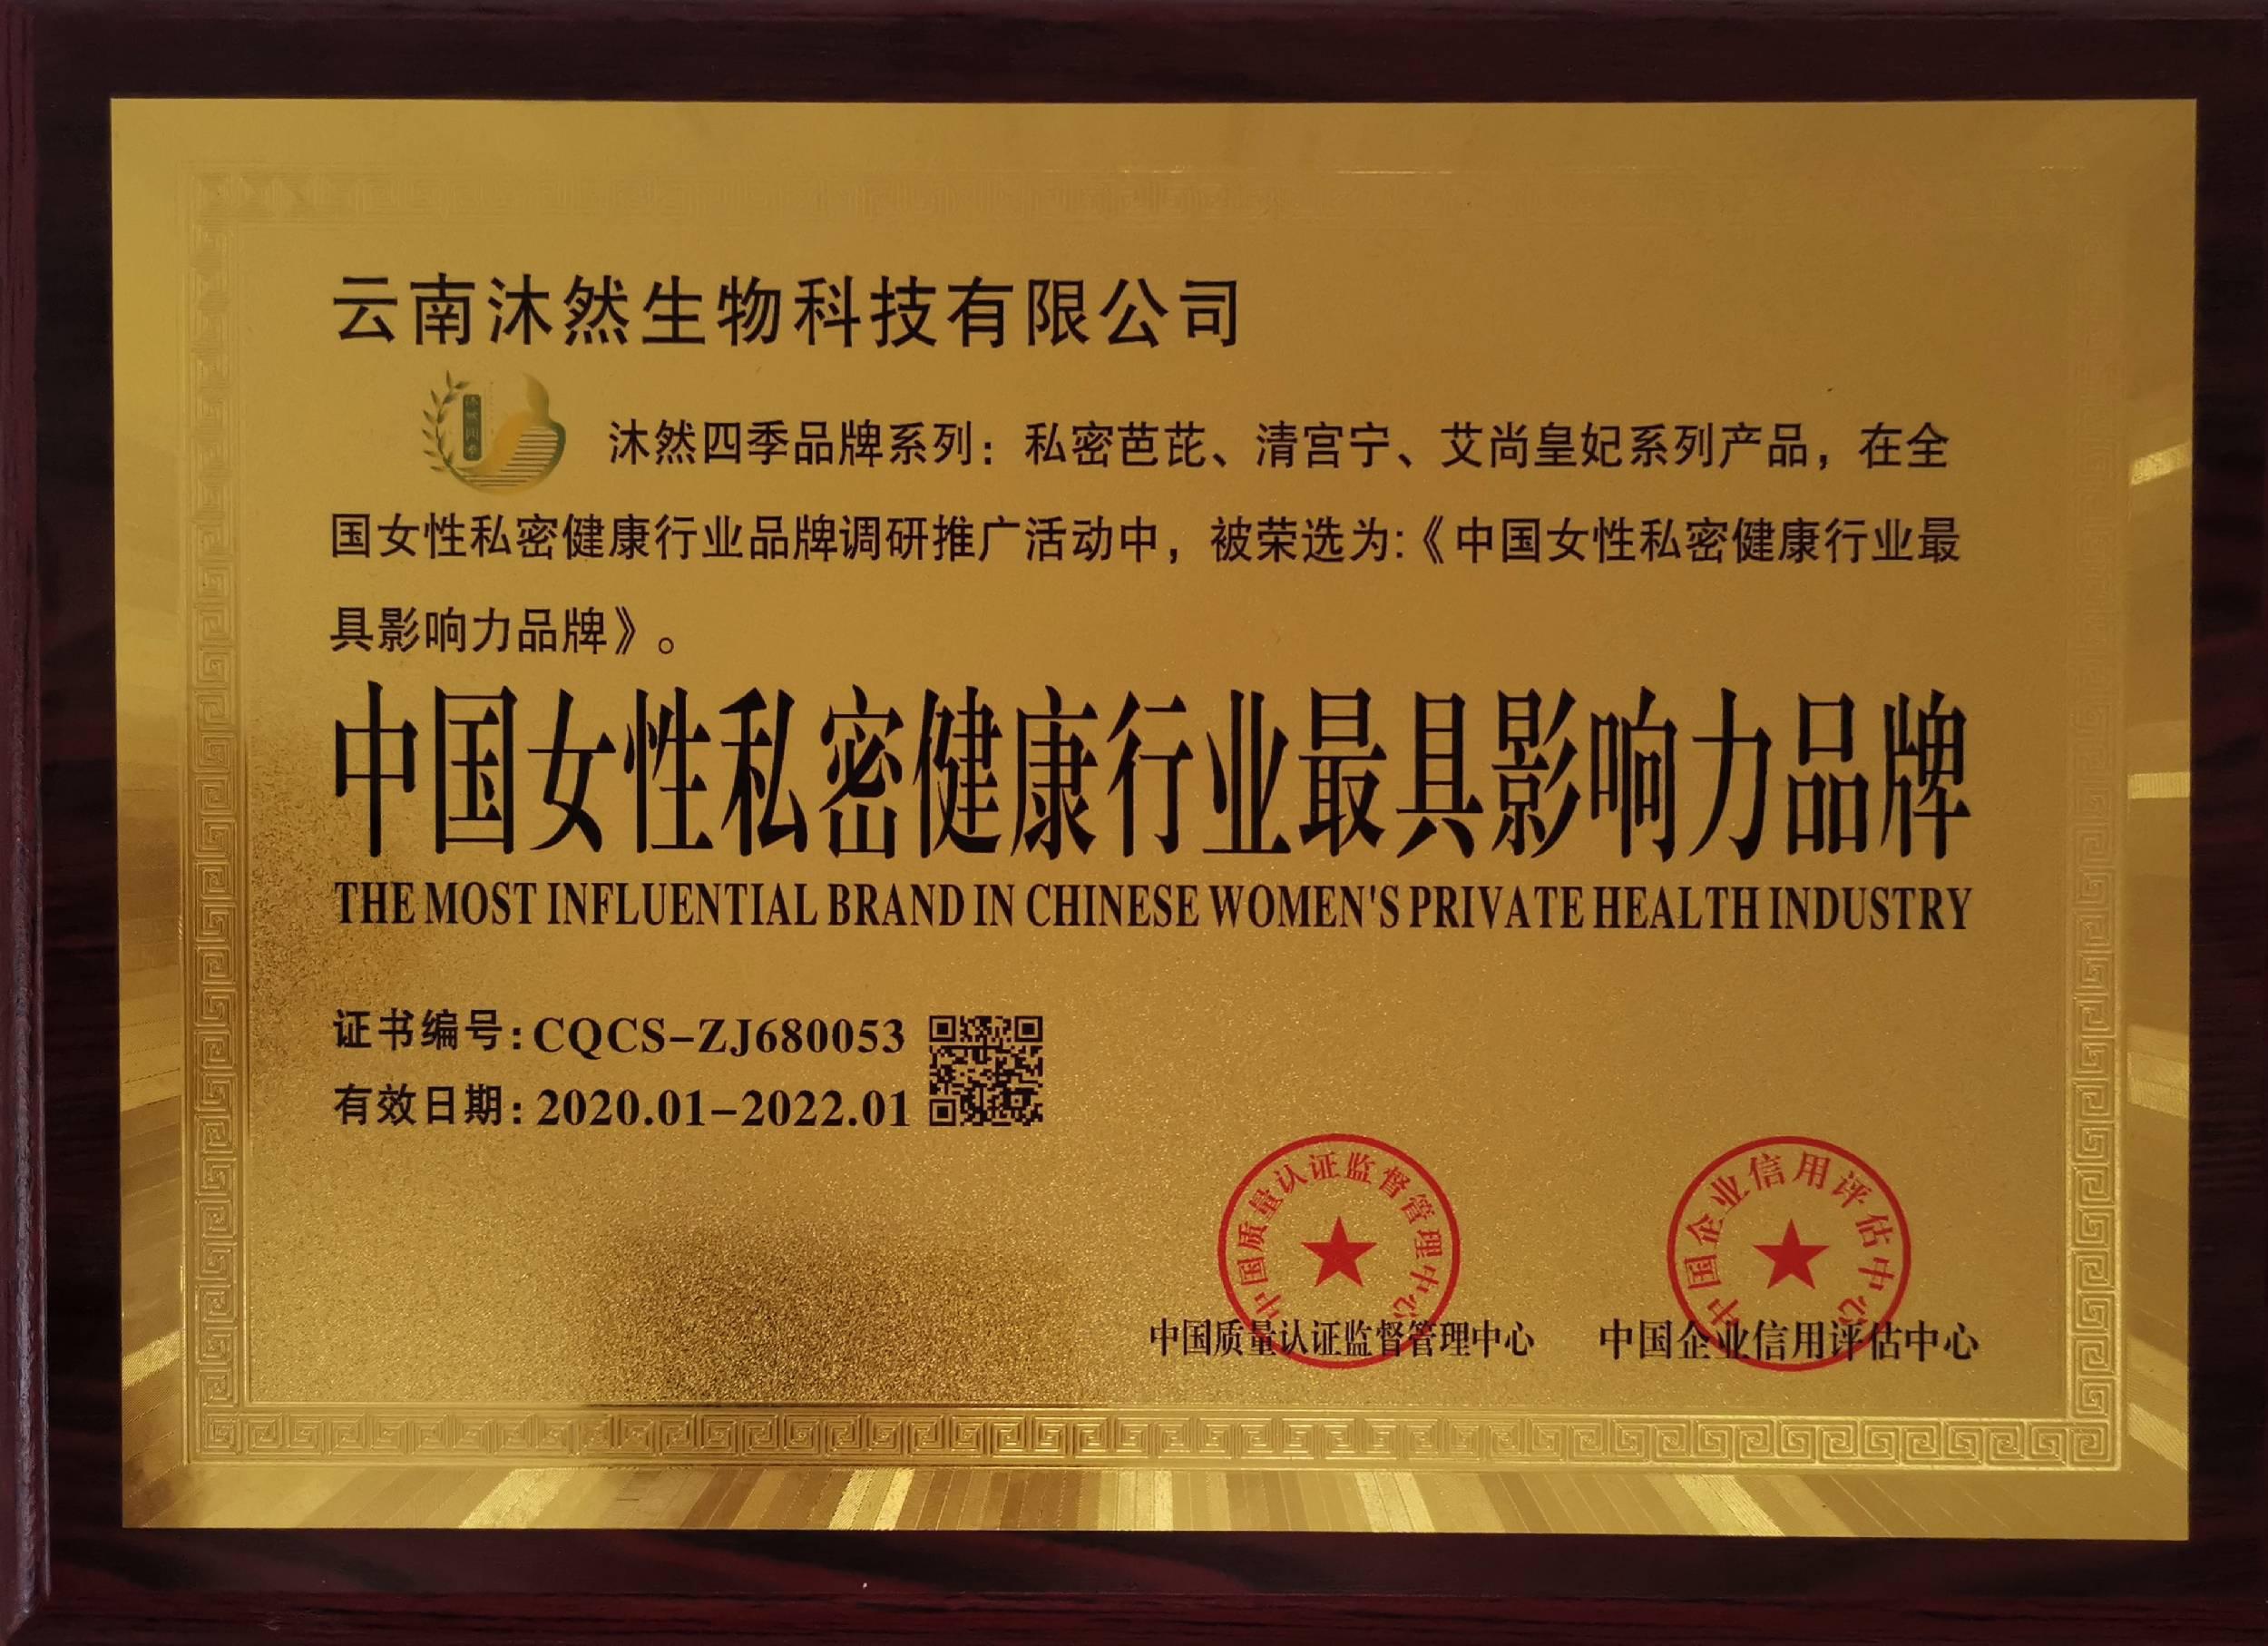 云南沐然生物科技有限公司
沐然四季
沐然四季品牌系列：私密芭芘、清宫宁、艾尚皇妃系列产品，在全
国女性私密健康行业品牌调研推广活动中，被荣选为:《中国女性私密健康行业最
具影响力品牌》。
中国女性私密健康行业最具影响力品牌
THE MOST INFLUENTIAL BRAND IN CHINESE WOMEN'S PRIVATE HEALTH INDUSTRY
证书编号:CQCS-ZJ680053
有效日期:2020.01-2022.01
中国质量认证监督管理中心
中国企业信用评估中心
中国质量认证监督管理中心
中国企业信用评估中心